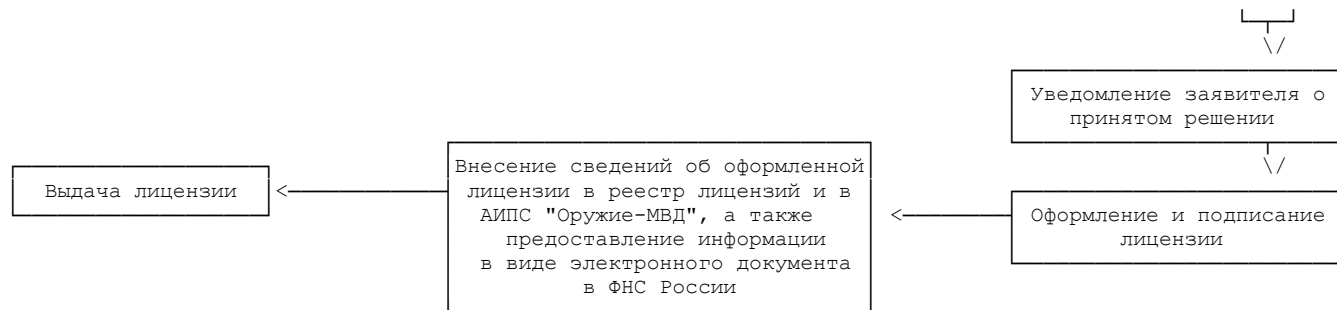 Уведомление заявителя о
принятом решении
Выдача лицензии
Внесение сведений об оформленной
лицензии в реестр лицензий и в
АИПС "Оружие-МВД", а также
предоставление информации
в виде электронного документа
в ФНС России
Оформление и подписание
лицензии